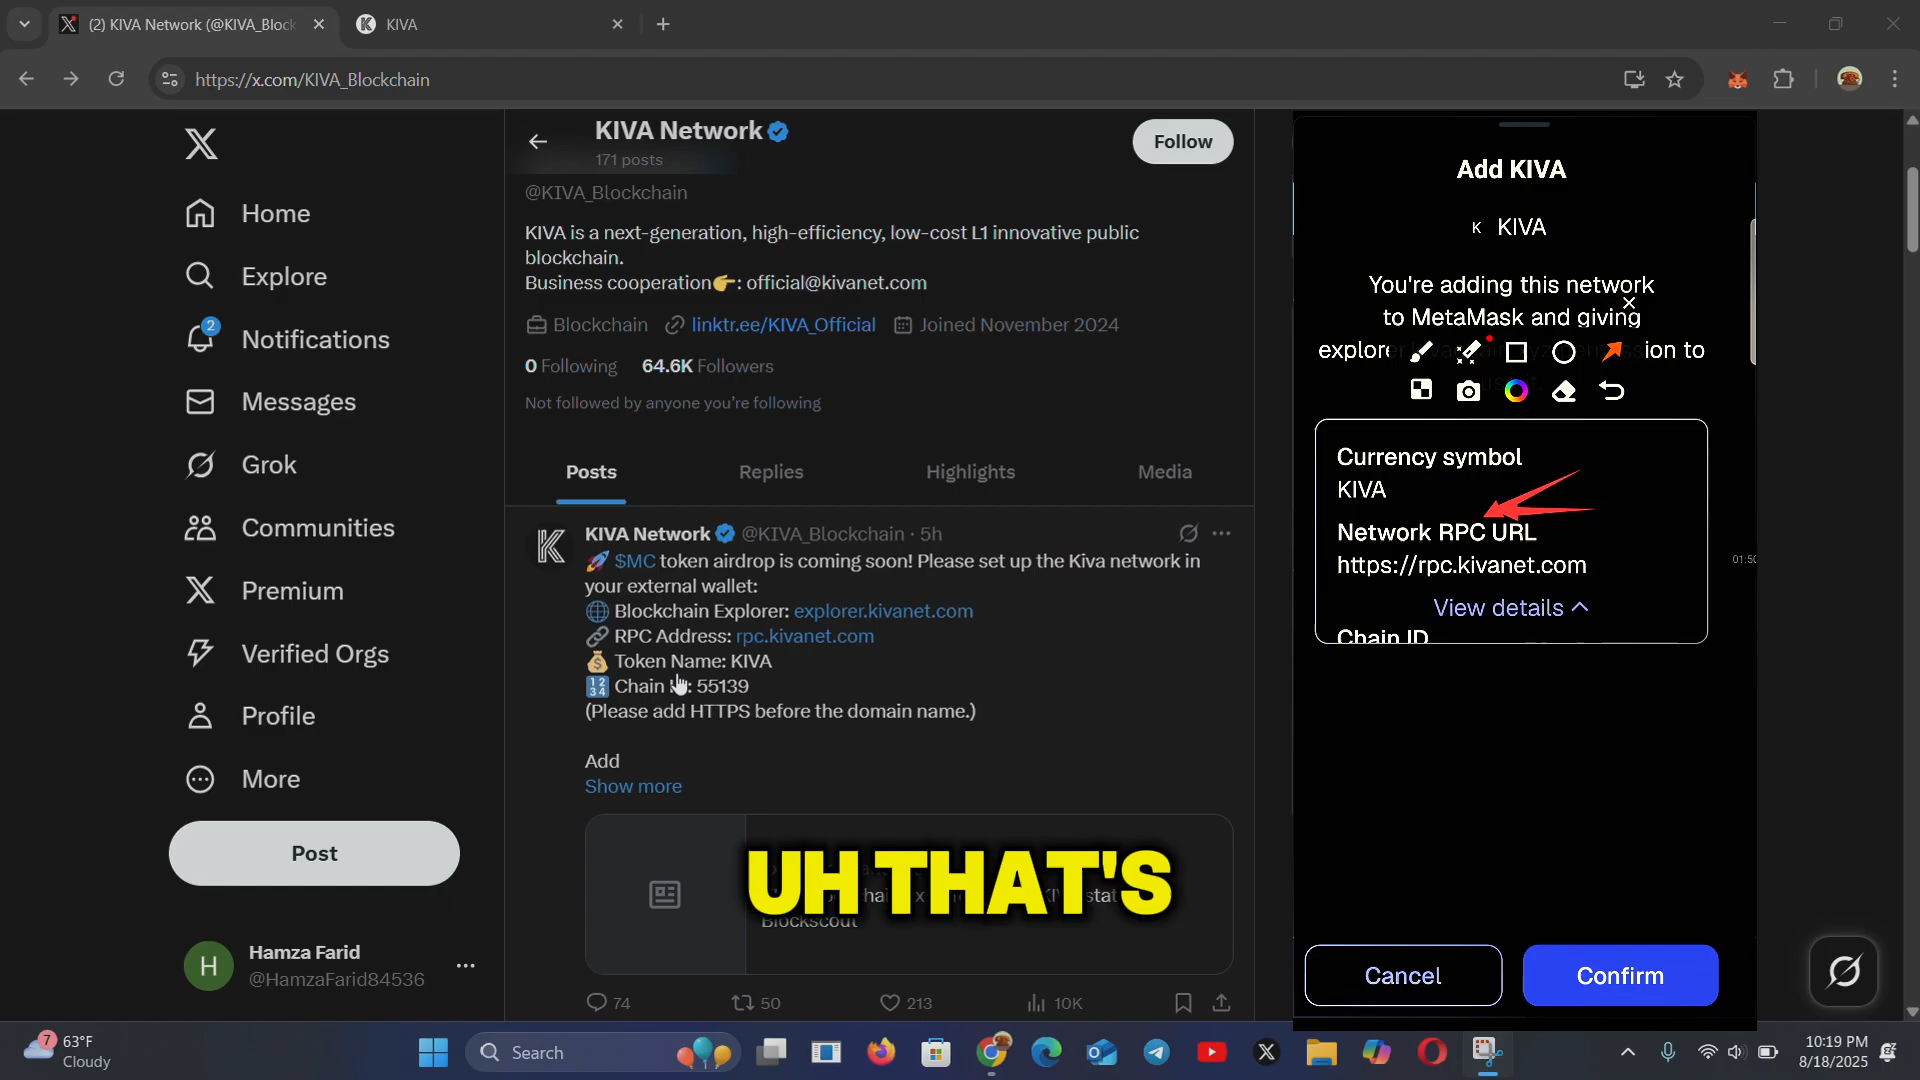 (2) KIVA Network (@KIVA_Block
KIVA
https://x.com/KIVA_Blockchain
Home
Explore
2
Notifications
Messages
Grok
Communities
Premium
Verified Orgs
Profile
More
Post
Hamza Farid
@HamzaFarid84536
KIVA Network
171 posts
Follow
@KIVA_Blockchain
KIVA is a next-generation, high-efficiency, low-cost L1 innovative public
blockchain.
Business cooperation👉: official@kivanet.com
Blockchain linktr.ee/KIVA_Official Joined November 2024
0 Following 64.6K Followers
Not followed by anyone you're following
Posts Replies Highlights Media
KIVA Network @KIVA_Blockchain · 5h
🚀 $MC token airdrop is coming soon! Please set up the Kiva network in
your external wallet:
🌐 Blockchain Explorer: explorer.kivanet.com
🔗 RPC Address: rpc.kivanet.com
💰 Token Name: KIVA
🔢 Chain : 55139
(Please add HTTPS before the domain name.)
Add
Show more
Blockscout
UH THAT'S
74 50 213 10K
Add KIVA
K KIVA
You're adding this network
to MetaMask and giving
ion to
Currency symbol
KIVA
Network RPC URL
https://rpc.kivanet.com
View details
Chain ID
Cancel
Confirm
7
63°F
Cloudy
Search
10:19 PM
8/18/2025